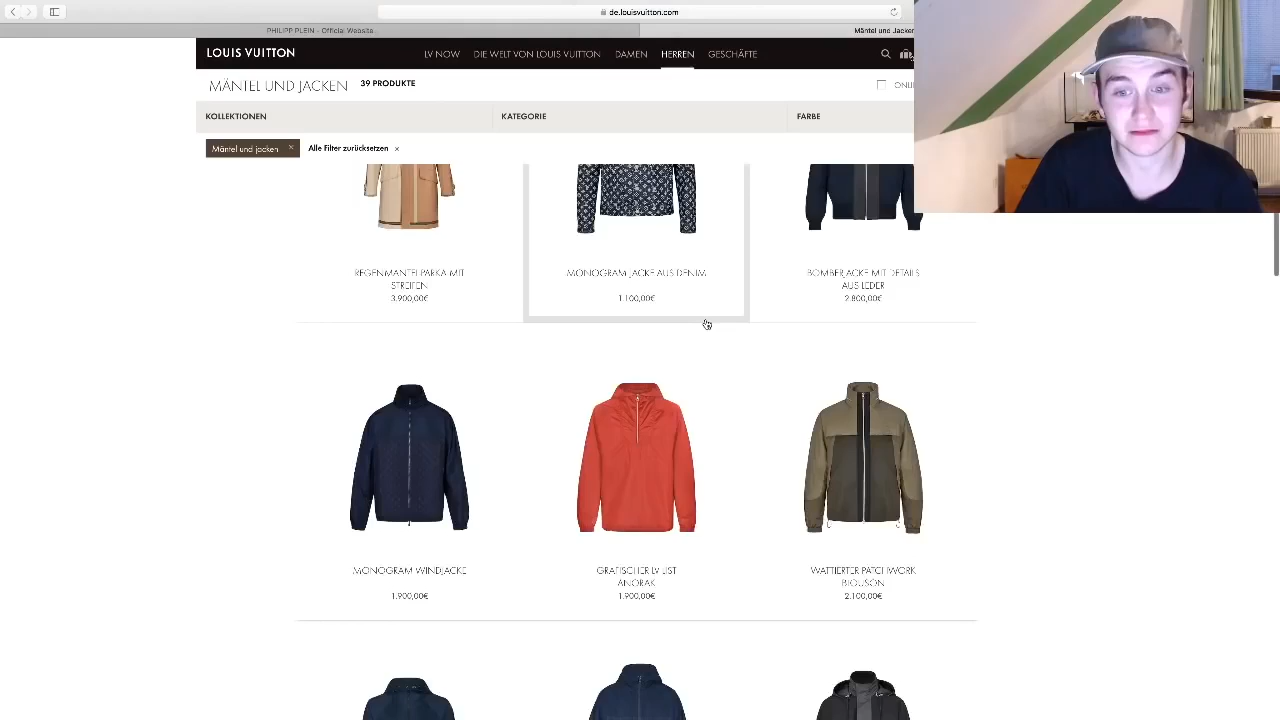 de.louisvuitton.com
PHILIPP PLEIN - Official Website
Mäntel und Jacken
LOUIS VUITTON
LV NOW
DIE WELT VON LOUIS VUITTON
DAMEN
HERREN
GESCHÄFTE
MÄNTEL UND JACKEN
39 PRODUKTE
KOLLEKTIONEN
KATEGORIE
FARBE
Mäntel und Jacken
Alle Filter zurücksetzen
REGENMANTEL-PARKA MIT
STREIFEN
3.900,00€
MONOGRAM JACKE AUS DENIM
1.100,00€
BOMBERJACKE MIT DETAILS
AUS LEDER
2.800,00€
MONOGRAM WINDJACKE
1.900,00€
GRAFISCHER LV LIST
ANORAK
1.900,00€
WATTIERTER PATCHWORK
BLOUSON
2.100,00€